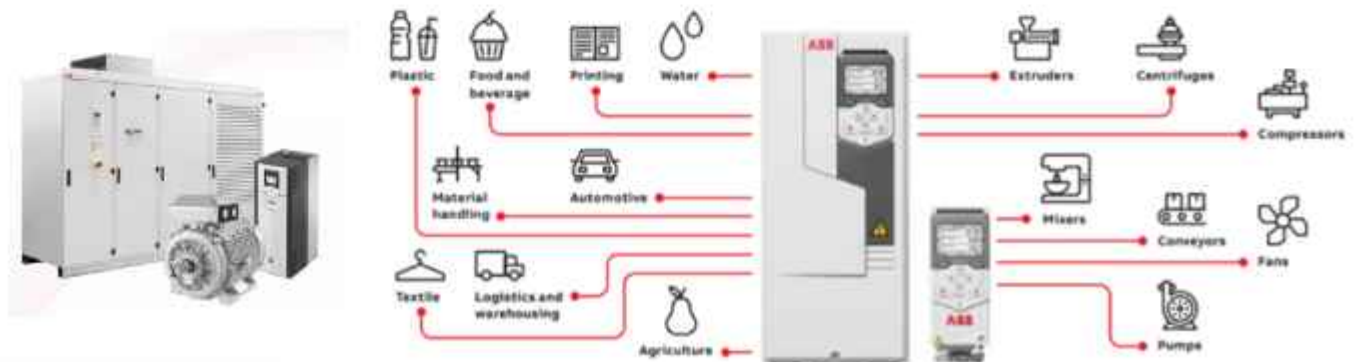 Plastic
Food and
beverage
Printing
Water
ABB
Extruders
Centrifuges
Compressors
Material
handling
Automotive
Mixers
Conveyors
Fans
Textile
Logistics and
warehousing
Agriculture
ABB
Pumps